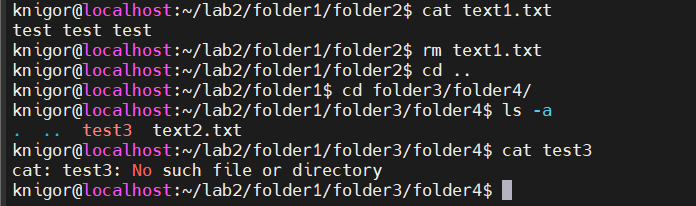 knigor@localhost:~/lab2/folder1/folder2$ cat text1.txt
test test test
knigor@localhost:~/lab2/folder1/folder2$ rm text1.txt
knigor@localhost:~/lab2/folder1/folder2$ cd ..
knigor@localhost:~/lab2/folder1$ cd folder3/folder4/
knigor@localhost:~/lab2/folder1/folder3/folder4$ ls -a
.  ..  test3  text2.txt
knigor@localhost:~/lab2/folder1/folder3/folder4$ cat test3
cat: test3: No such file or directory
knigor@localhost:~/lab2/folder1/folder3/folder4$